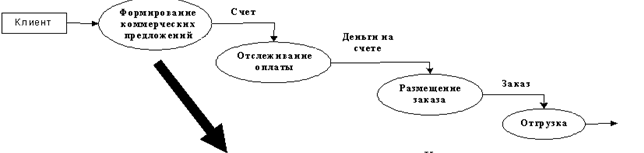 Клиент
Формирование
коммерческих
предложений
Счет
Отслеживание
оплаты
Деньги на
счете
Размещение
заказа
Заказ
Отгрузка